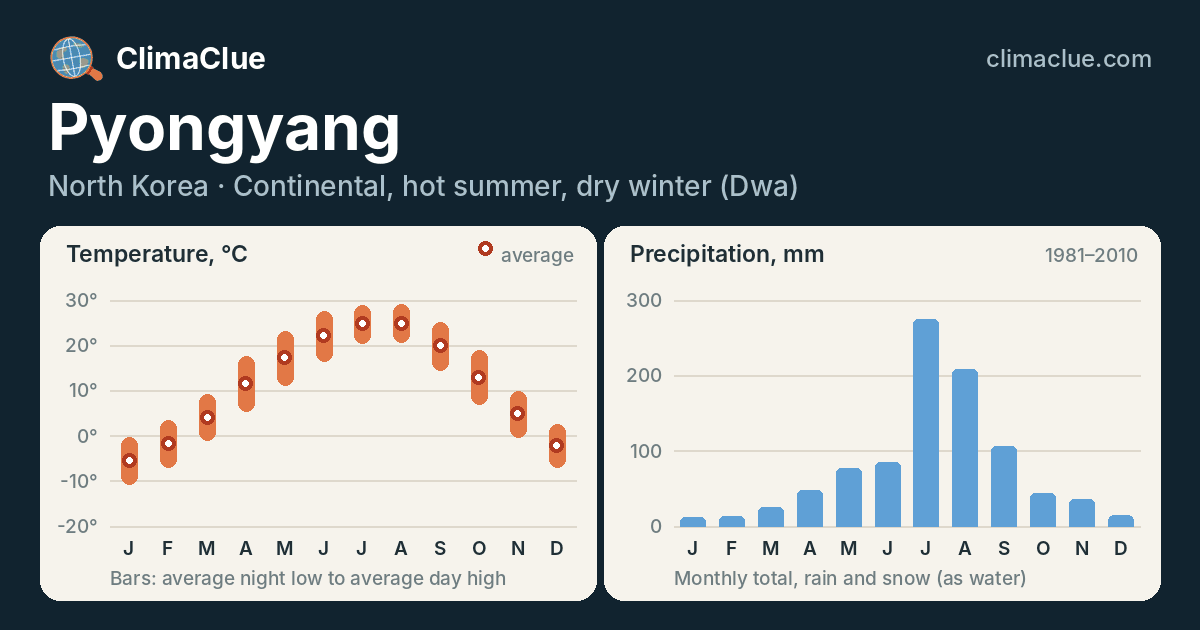 ClimaClue
climaclue.com
Pyongyang
North Korea · Continental, hot summer, dry winter (Dwa)
Temperature, °C
average
30°
20°
10°
0°
-10°
-20°
J F M A M J J A S O N D
Bars: average night low to average day high
Precipitation, mm
1981–2010
300
200
100
0
J F M A M J J A S O N D
Monthly total, rain and snow (as water)